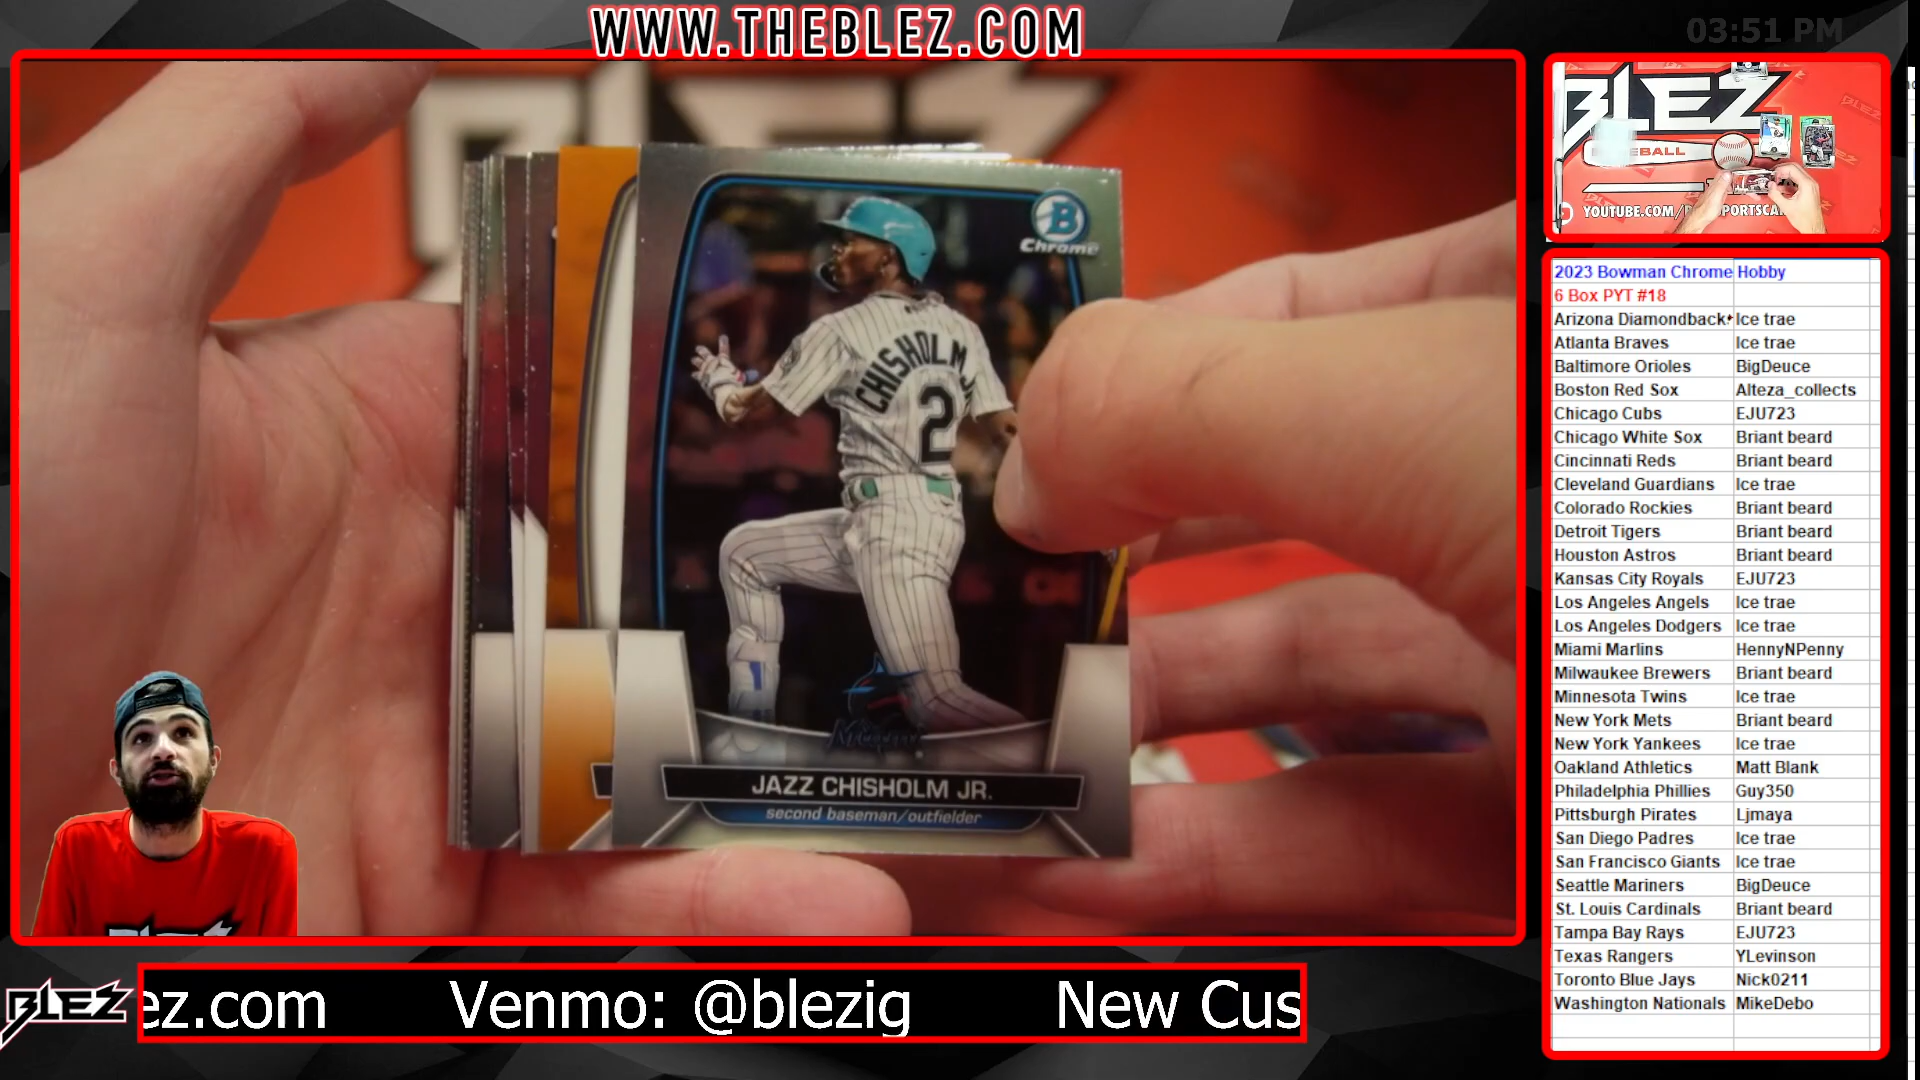 WWW.THEBLEZ.COM
03:51 PM
BLEZ
B
Chrome
CHISHOLM JR.
2
JAZZ CHISHOLM JR.
second baseman/outfielder
BLEZ
YOUTUBE.COM/
2023 Bowman Chrome Hobby
6 Box PYT #18
Arizona Diamondback Ice trae
Atlanta Braves Ice trae
Baltimore Orioles BigDeuce
Boston Red Sox Alteza_collects
Chicago Cubs EJU723
Chicago White Sox Briant beard
Cincinnati Reds Briant beard
Cleveland Guardians Ice trae
Colorado Rockies Briant beard
Detroit Tigers Briant beard
Houston Astros Briant beard
Kansas City Royals EJU723
Los Angeles Angels Ice trae
Los Angeles Dodgers Ice trae
Miami Marlins HennyNPenny
Milwaukee Brewers Briant beard
Minnesota Twins Ice trae
New York Mets Briant beard
New York Yankees Ice trae
Oakland Athletics Matt Blank
Philadelphia Phillies Guy350
Pittsburgh Pirates Ljmaya
San Diego Padres Ice trae
San Francisco Giants Ice trae
Seattle Mariners BigDeuce
St. Louis Cardinals Briant beard
Tampa Bay Rays EJU723
Texas Rangers YLevinson
Toronto Blue Jays Nick0211
Washington Nationals MikeDebo
BLEZ
ez.com Venmo: @blezig New Cus